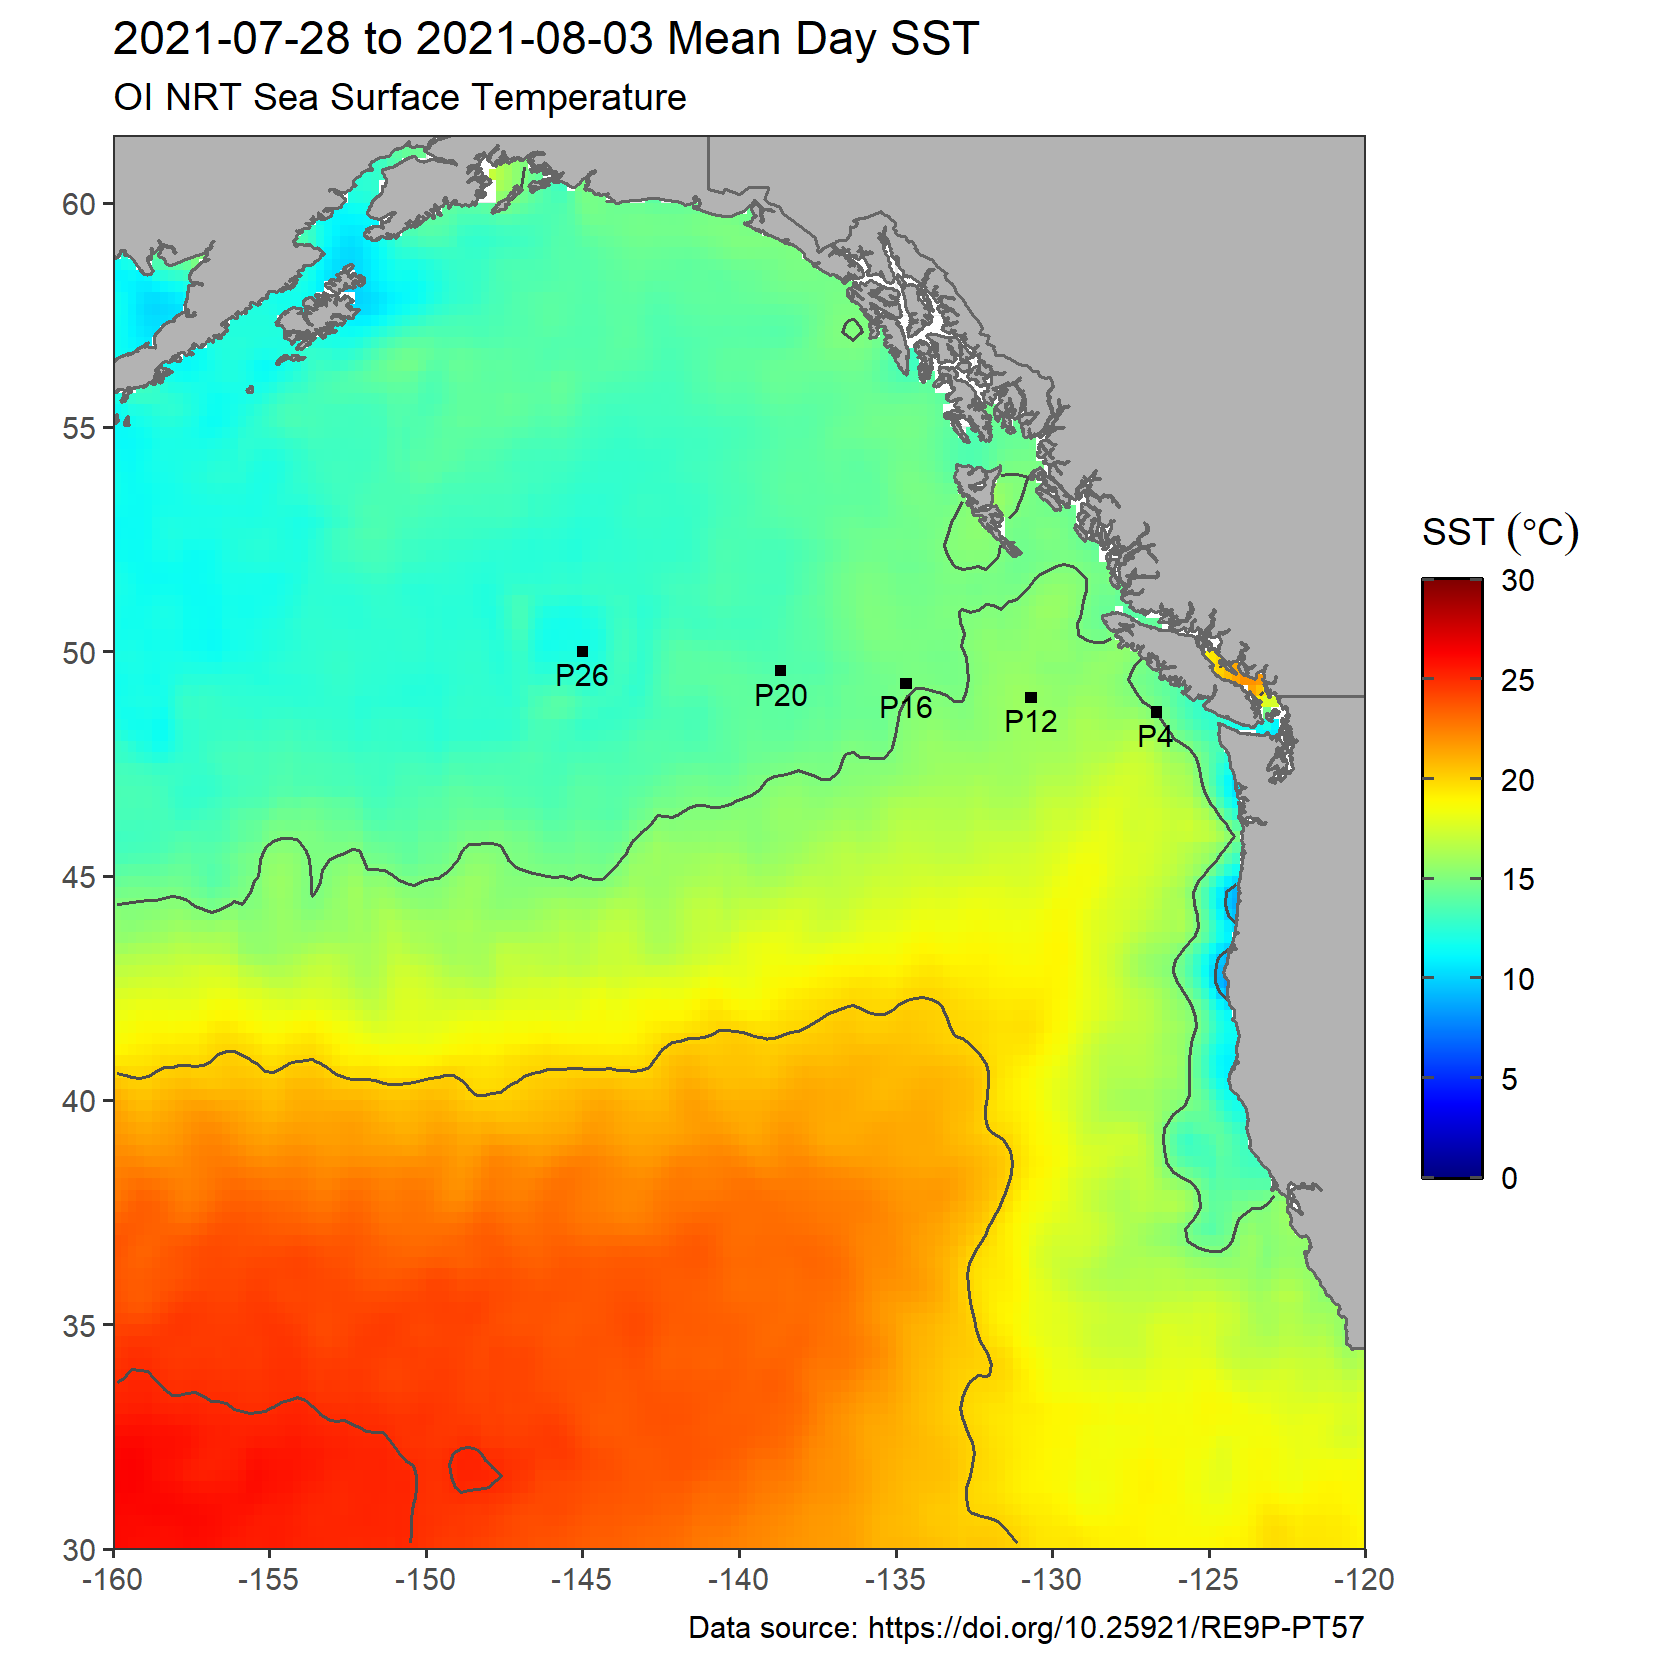 2021-07-28 to 2021-08-03 Mean Day SST
OI NRT Sea Surface Temperature
60
55
50
45
40
35
30
P26
P20
P16
P12
P4
SST (°C)
30
25
20
15
10
5
0
-160
-155
-150
-145
-140
-135
-130
-125
-120
Data source: https://doi.org/10.25921/RE9P-PT57